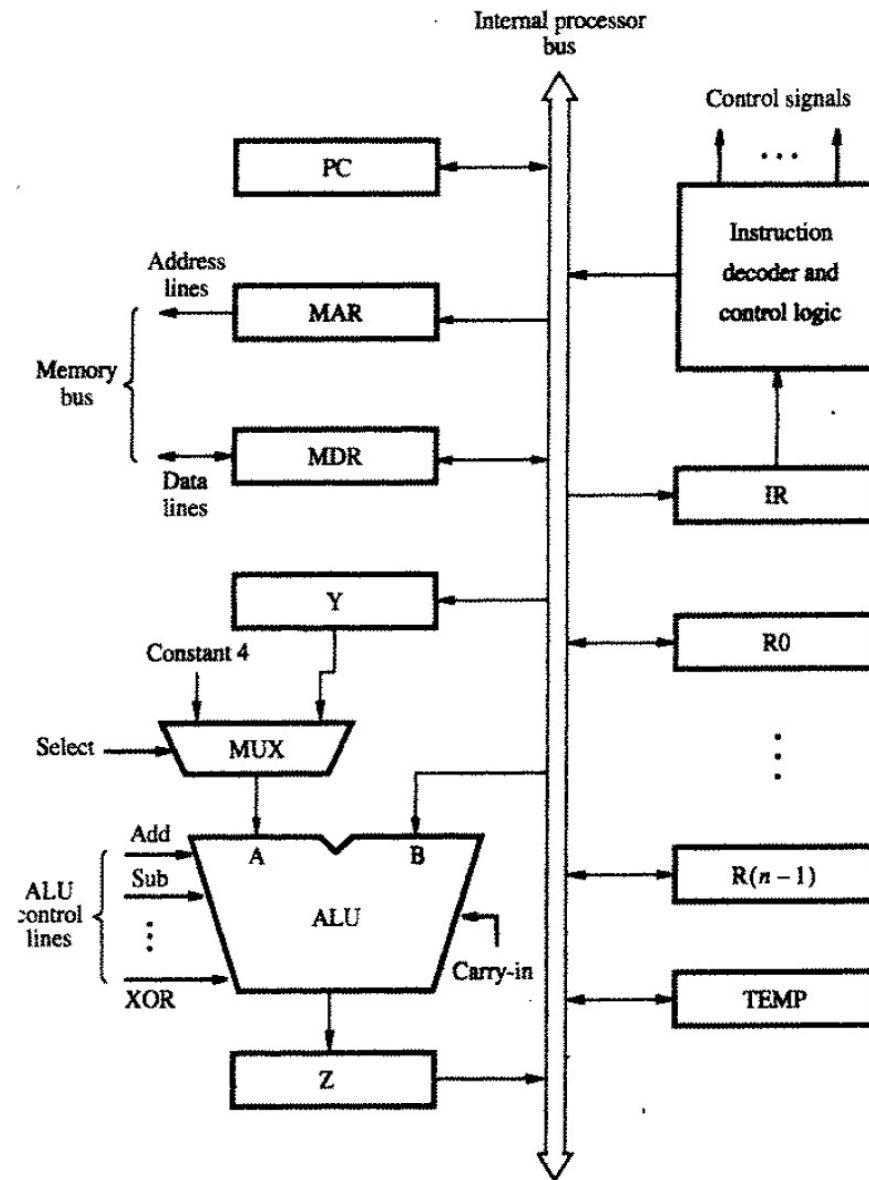 Internal processor
bus
Control signals
...
PC
Instruction
decoder and
control logic
Address
lines
MAR
Memory
bus
MDR
Data
lines
IR
Y
R0
Constant 4
Select
MUX
Add
A
B
R(n − 1)
Sub
ALU
control
lines
ALU
Carry-in
XOR
TEMP
Z